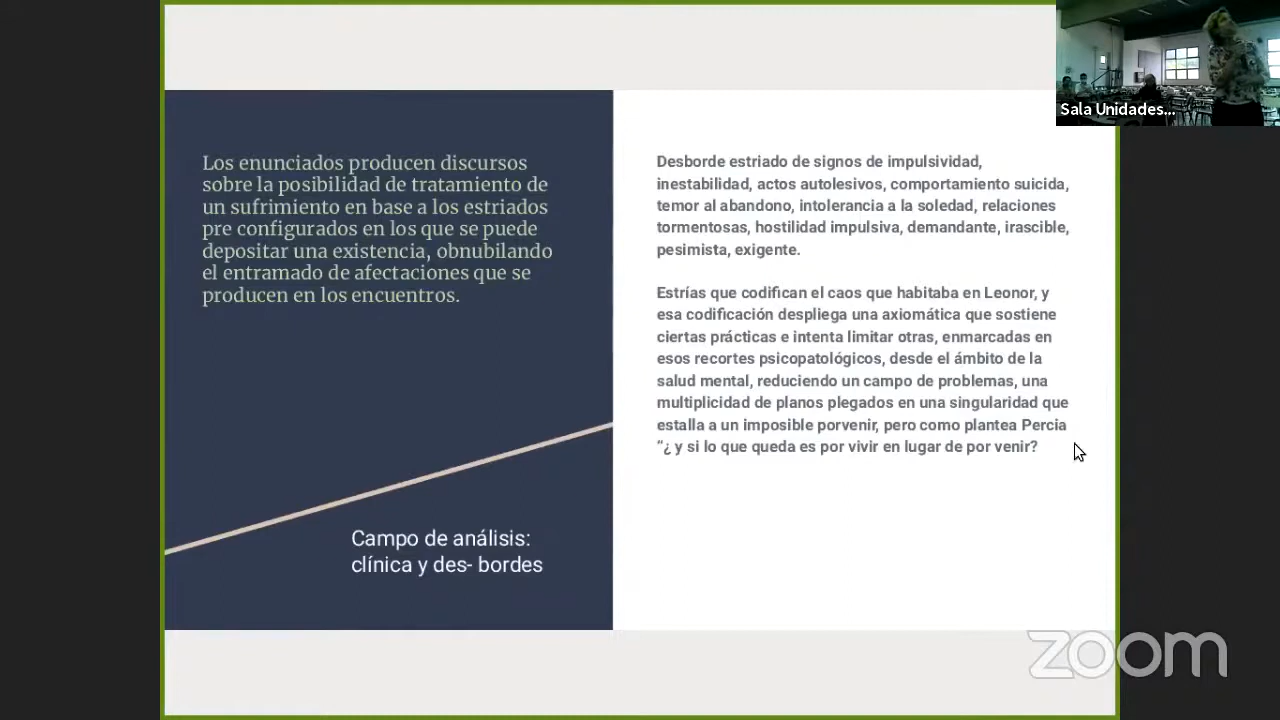 Los enunciados producen discursos
sobre la posibilidad de tratamiento de
un sufrimiento en base a los estriados
pre configurados en los que se puede
depositar una existencia, obnubilando
el entramado de afectaciones que se
producen en los encuentros.
Campo de análisis:
clínica y des- bordes
Desborde estriado de signos de impulsividad,
inestabilidad, actos autolesivos, comportamiento suicida,
temor al abandono, intolerancia a la soledad, relaciones
tormentosas, hostilidad impulsiva, demandante, irascible,
pesimista, exigente.
Estrías que codifican el caos que habitaba en Leonor, y
esa codificación despliega una axiomática que sostiene
ciertas prácticas e intenta limitar otras, enmarcadas en
esos recortes psicopatológicos, desde el ámbito de la
salud mental, reduciendo un campo de problemas, una
multiplicidad de planos plegados en una singularidad que
estalla a un imposible porvenir, pero como plantea Percia
“¿ y si lo que queda es por vivir en lugar de por venir?
Sala Unidades...
zoom